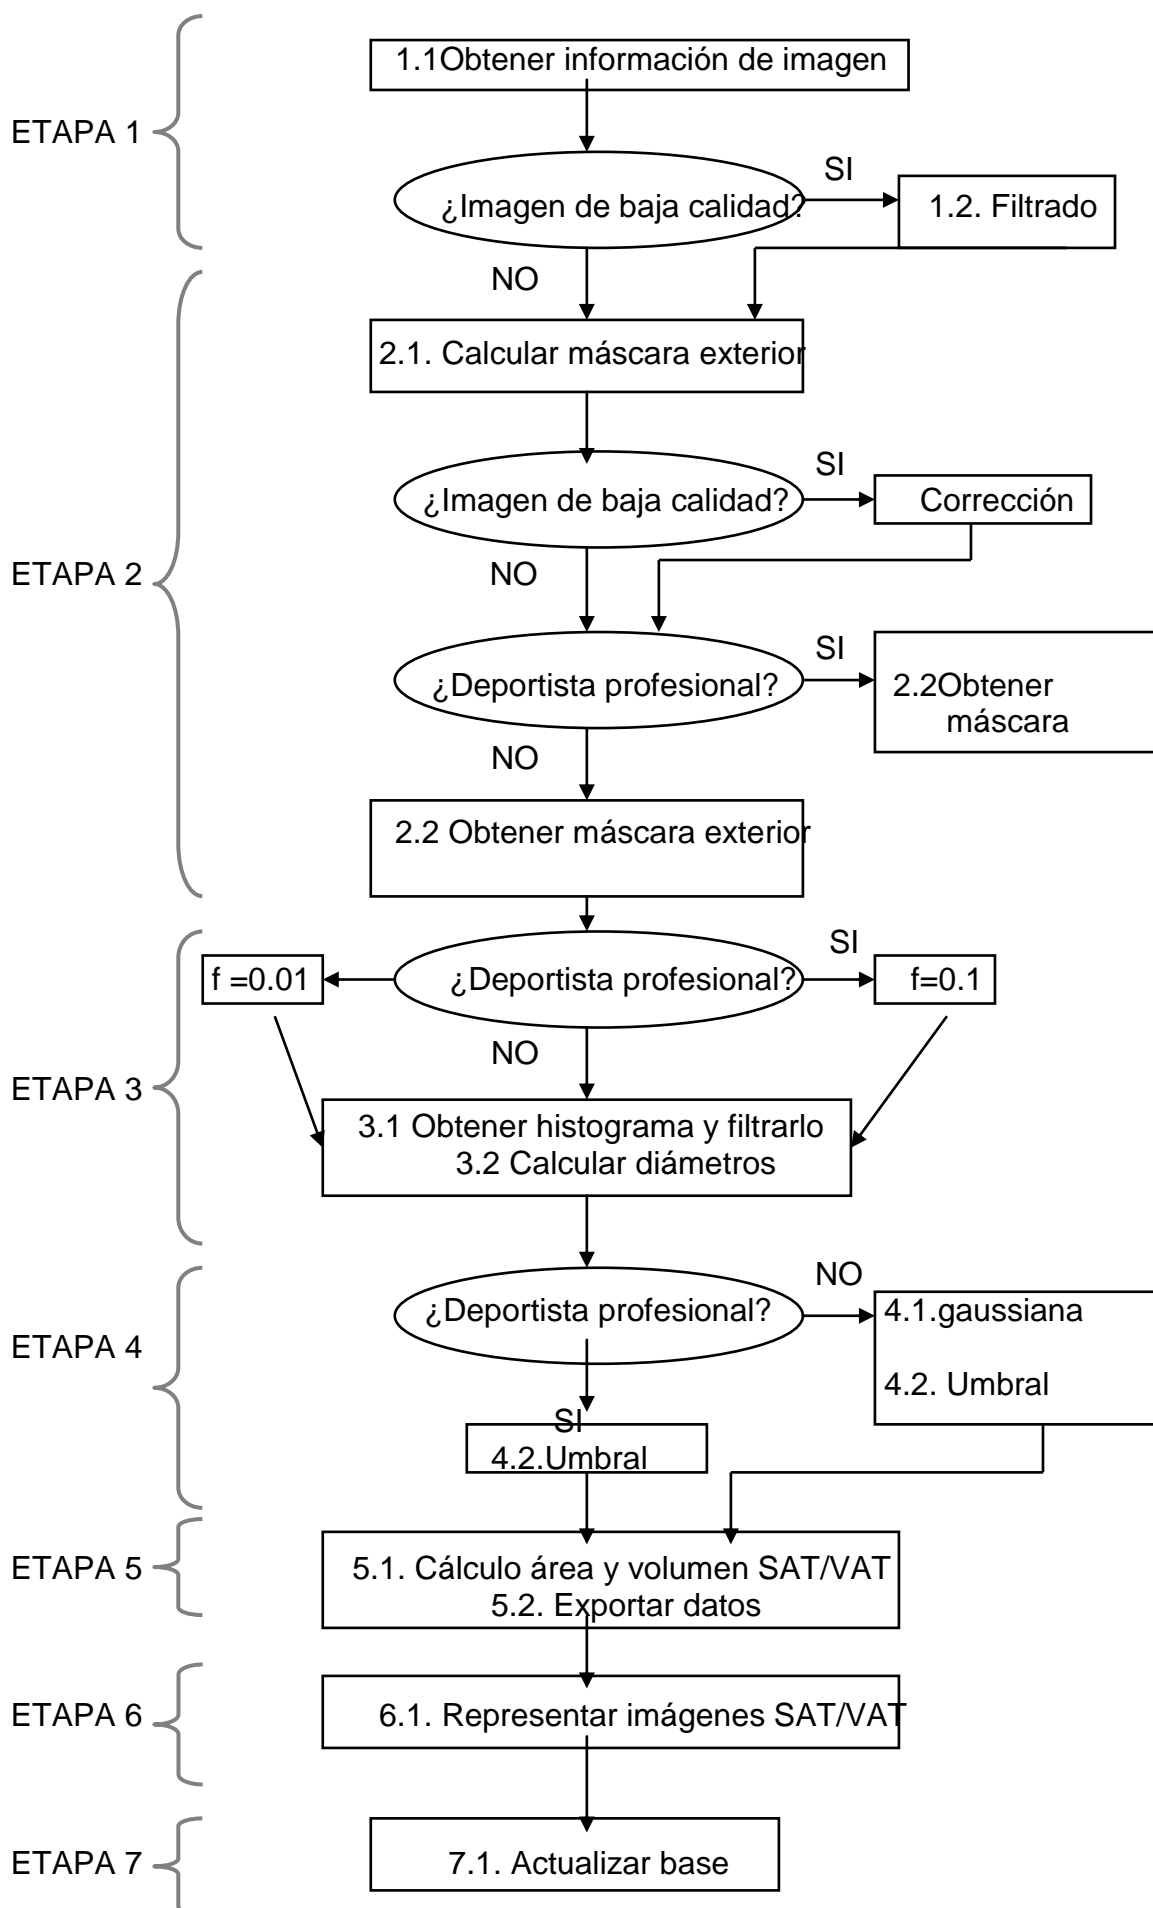 1.1Obtener información de imagen
ETAPA 1
SI
¿Imagen de baja calidad?
1.2. Filtrado
NO
2.1. Calcular máscara exterior
SI
¿Imagen de baja calidad?
Corrección
ETAPA 2
NO
SI
¿Deportista profesional?
2.2Obtener
máscara
NO
2.2 Obtener máscara exterior
SI
f =0.01
¿Deportista profesional?
f=0.1
NO
ETAPA 3
3.1 Obtener histograma y filtrarlo
3.2 Calcular diámetros
NO
¿Deportista profesional?
4.1.gaussiana
ETAPA 4
4.2. Umbral
SI
4.2.Umbral
ETAPA 5
5.1. Cálculo área y volumen SAT/VAT
5.2. Exportar datos
ETAPA 6
6.1. Representar imágenes SAT/VAT
ETAPA 7
7.1. Actualizar base